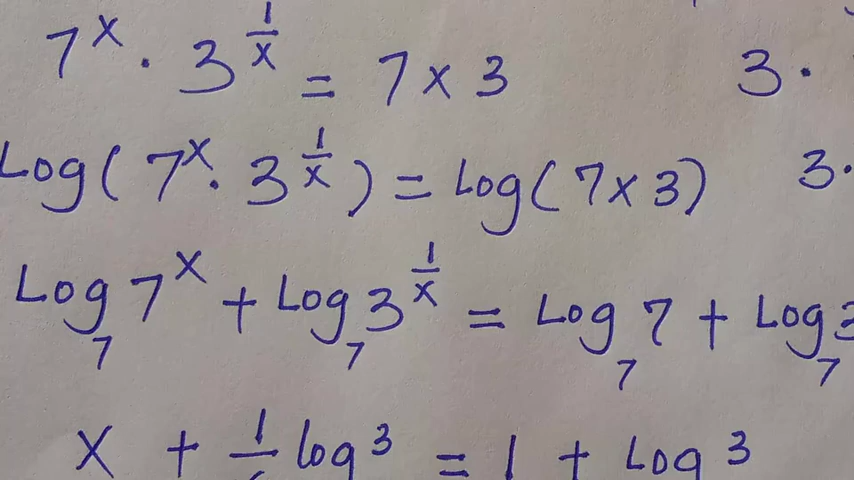 7^x · 3^(1/x) = 7 x 3
3 ·
Log( 7^x · 3^(1/x) ) = Log( 7 x 3 )
3 ·
Log_7 7^x + Log_7 3^(1/x) = Log_7 7 + Log_7 3
x + 1/ log 3 = 1 + Log 3